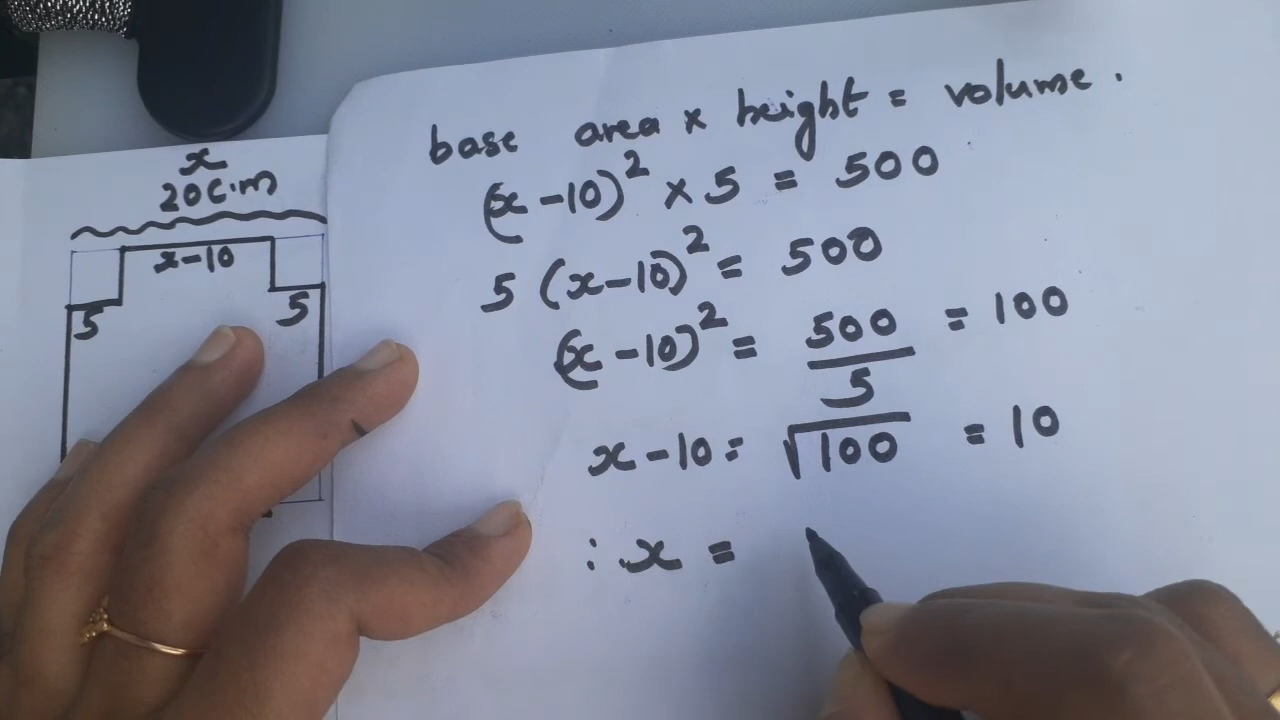 x
20c.m
x-10
5
5
base area × height = volume.
(x-10)² × 5 = 500
5 (x-10)² = 500
(x-10)² = 500/5 = 100
x-10 = √100 = 10
:. x =